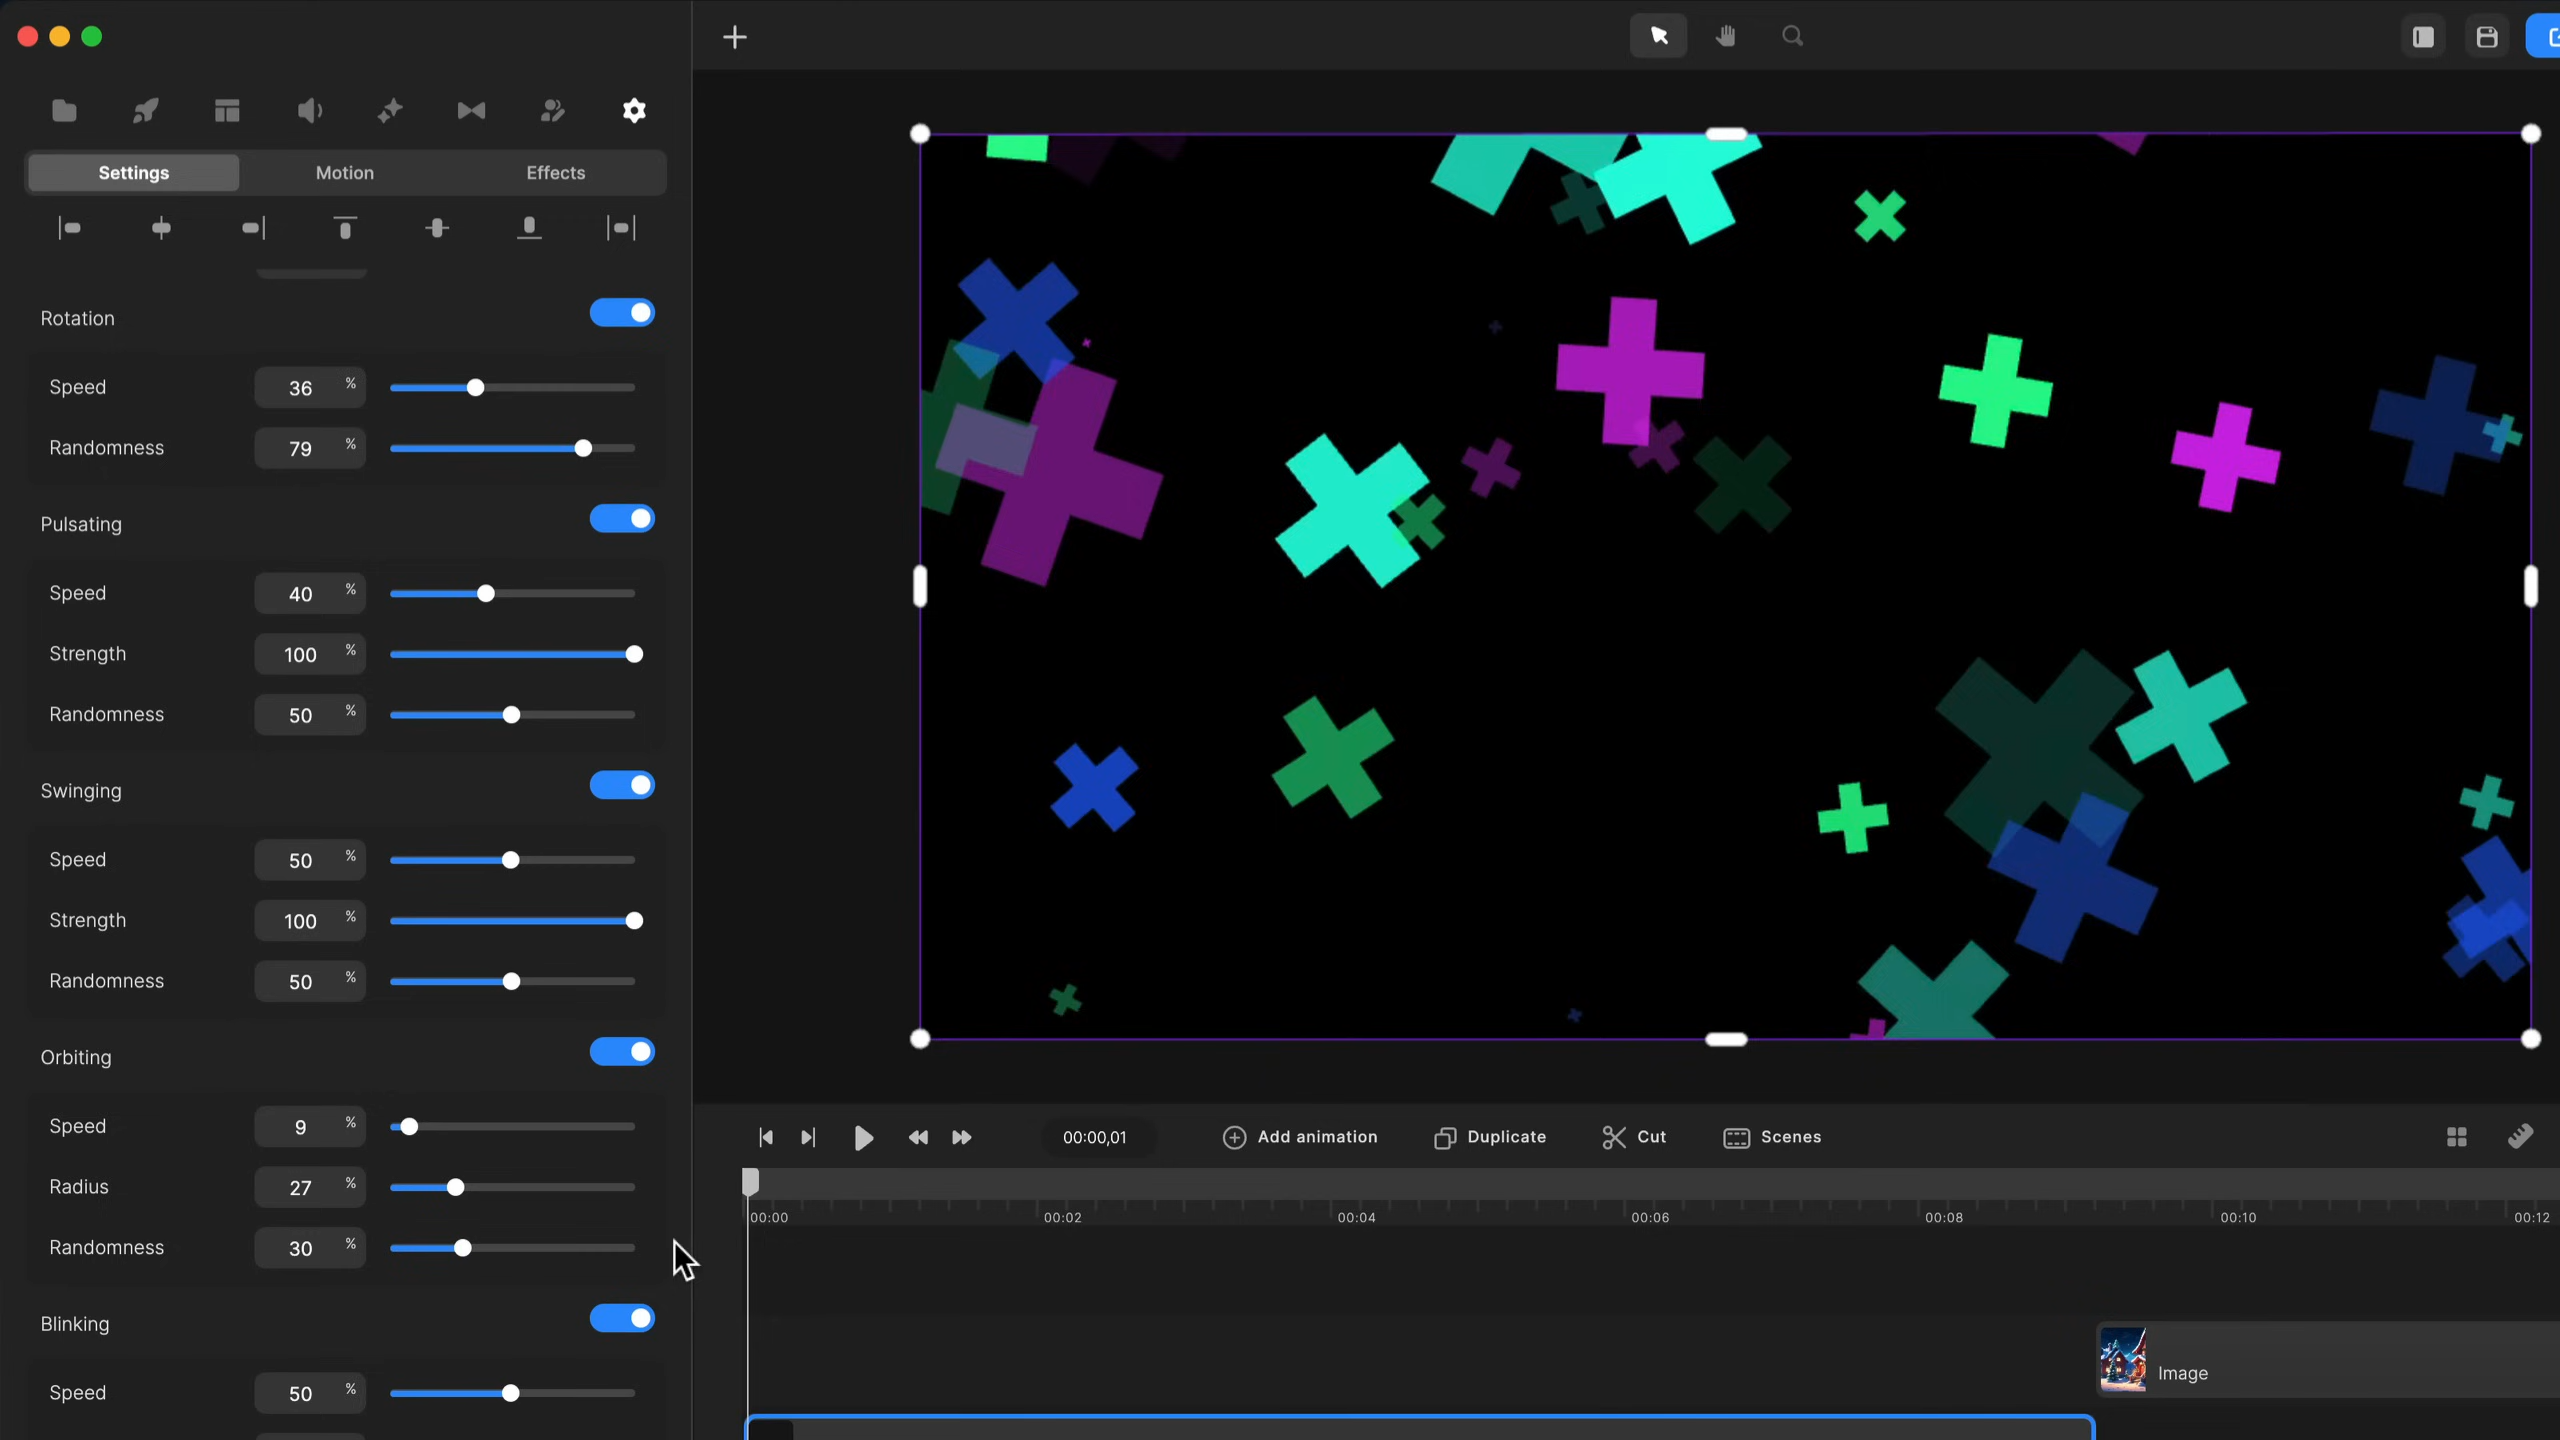 Settings Motion Effects
Rotation
Speed 36 %
Randomness 79 %
Pulsating
Speed 40 %
Strength 100 %
Randomness 50 %
Swinging
Speed 50 %
Strength 100 %
Randomness 50 %
Orbiting
Speed 9 %
Radius 27 %
Randomness 30 %
Blinking
Speed 50 %
00:00,01 Add animation Duplicate Cut Scenes
00:00 00:02 00:04 00:06 00:08 00:10 00:12
Image